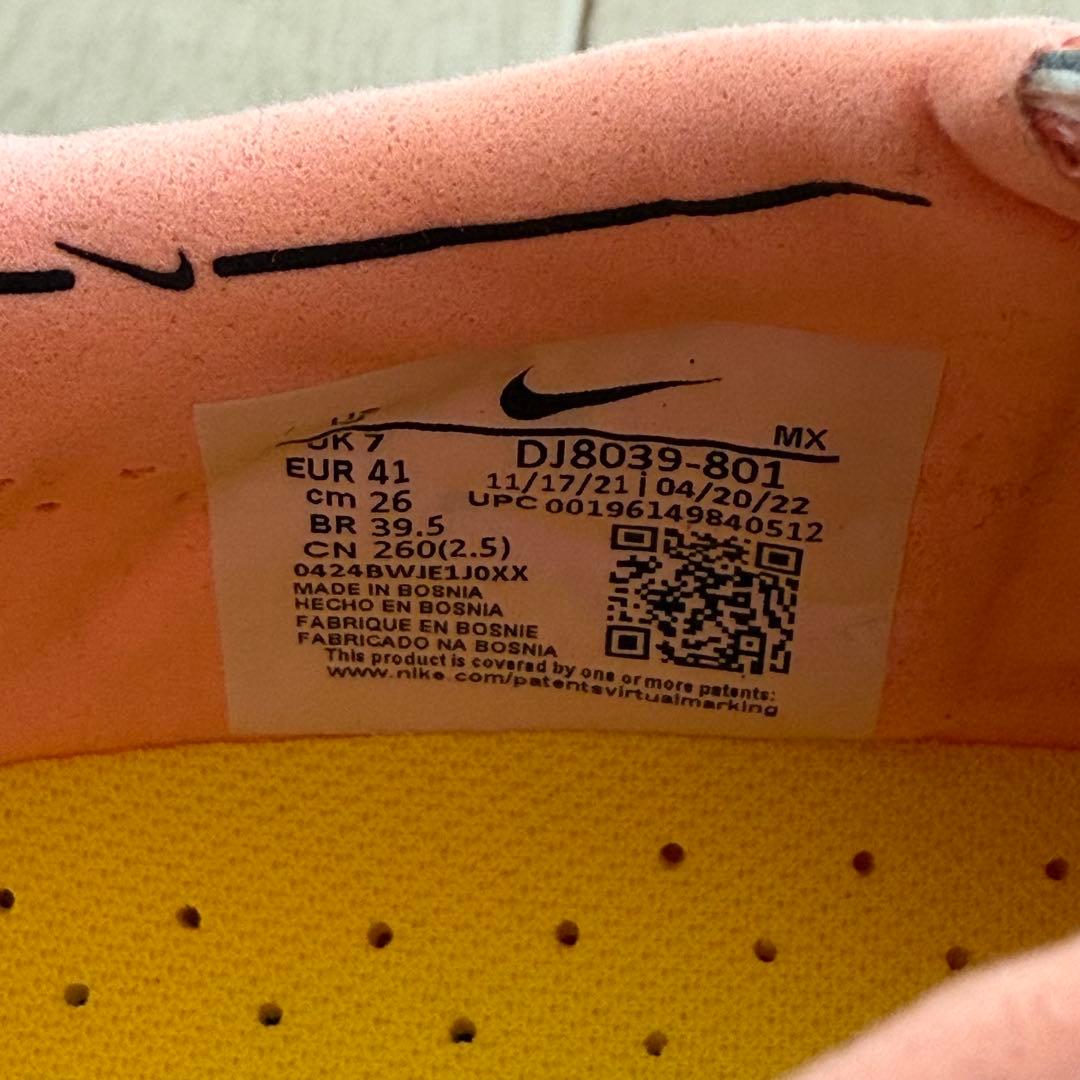 MX
UK 7
EUR 41
cm 26
BR 39.5
CN 260(2.5)
DJ8039-801
11/17/21 | 04/20/22
UPC 00196149840512
0424BWJE1J0XX
MADE IN BOSNIA
HECHO EN BOSNIA
FABRIQUE EN BOSNIE
FABRICADO NA BOSNIA
This product is covered by one or more patents:
www.nike.com/patentsvirtualmarking